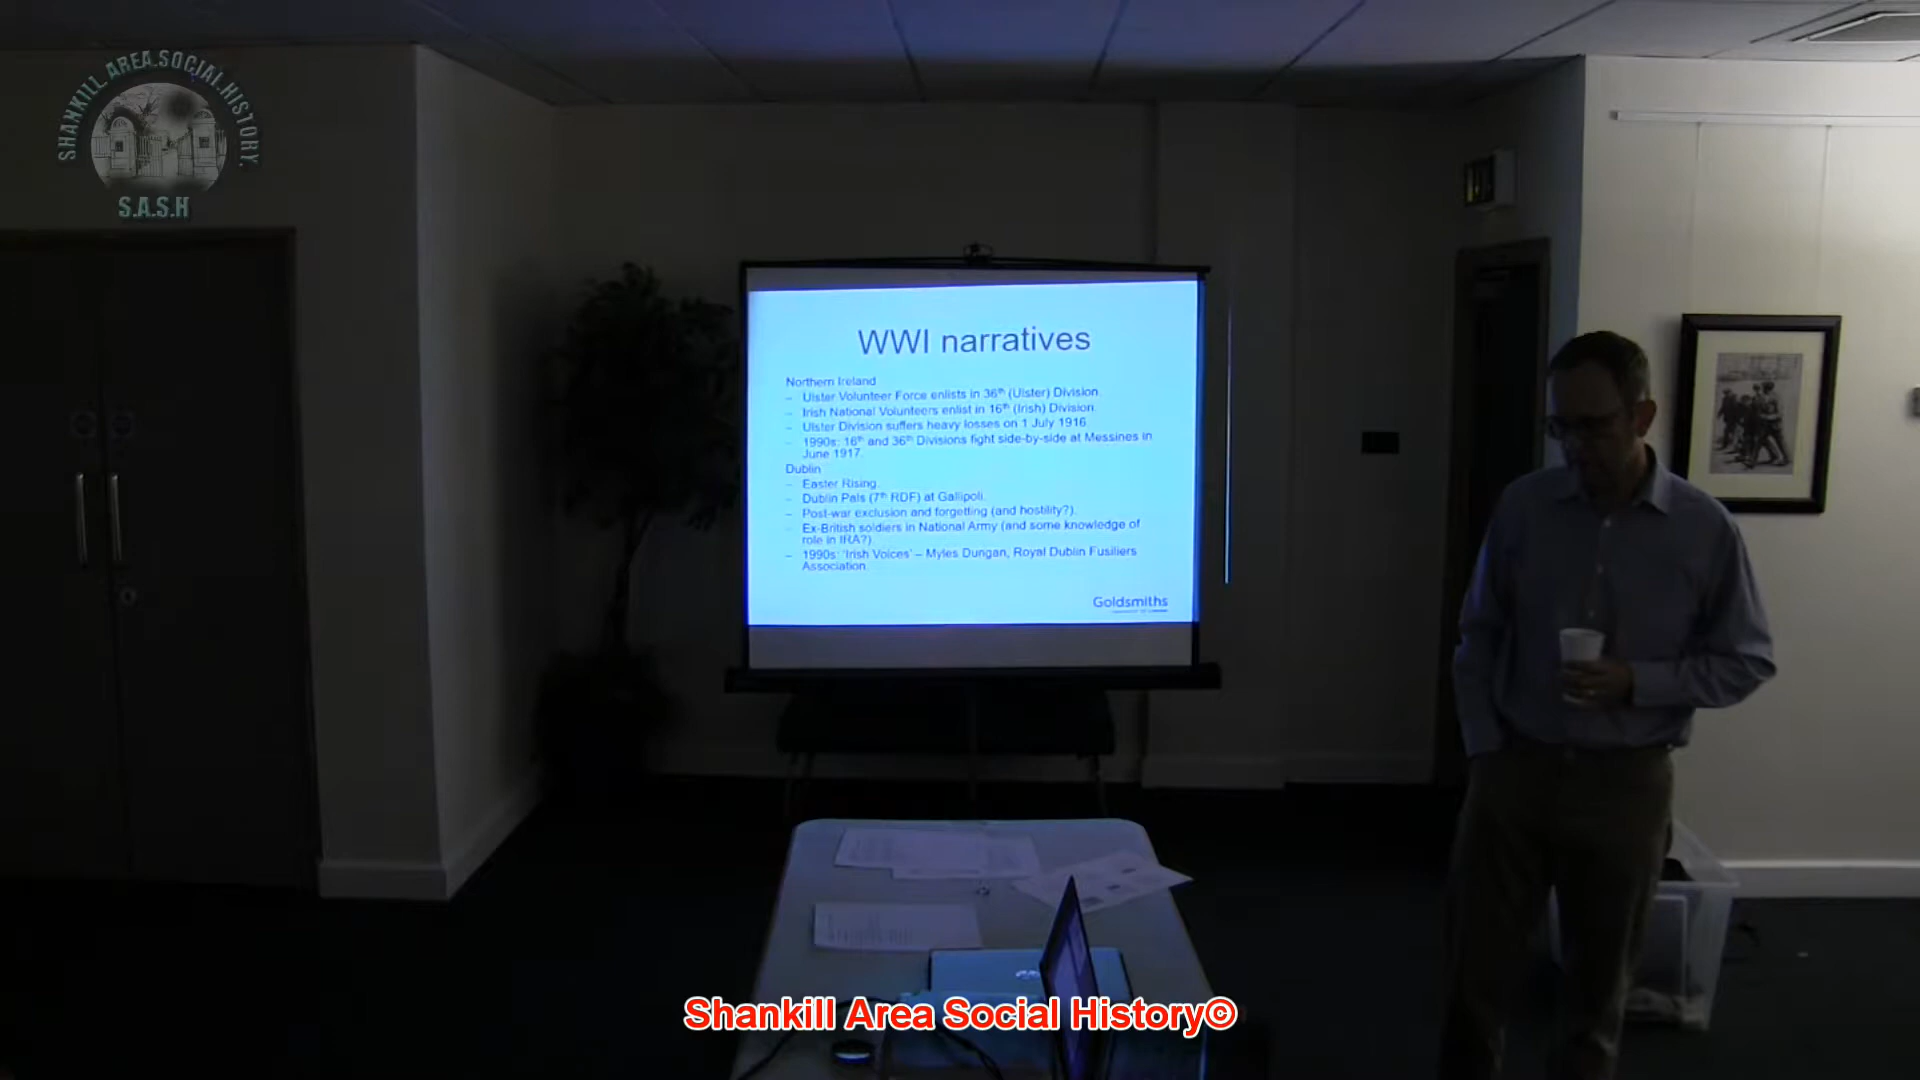 SHANKILL AREA SOCIAL HISTORY.
S.A.S.H
WWI narratives
Northern Ireland
– Ulster Volunteer Force enlists in 36th (Ulster) Division.
– Irish National Volunteers enlist in 16th (Irish) Division.
– Ulster Division suffers heavy losses on 1 July 1916.
– 1990s: 16th and 36th Divisions fight side-by-side at Messines in
June 1917.
Dublin
– Easter Rising.
– Dublin Pals (7th RDF) at Gallipoli.
– Post-war exclusion and forgetting (and hostility?).
– Ex-British soldiers in National Army (and some knowledge of
role in IRA?).
– 1990s: 'Irish Voices' – Myles Dungan, Royal Dublin Fusiliers
Association.
Goldsmiths
Shankill Area Social History©